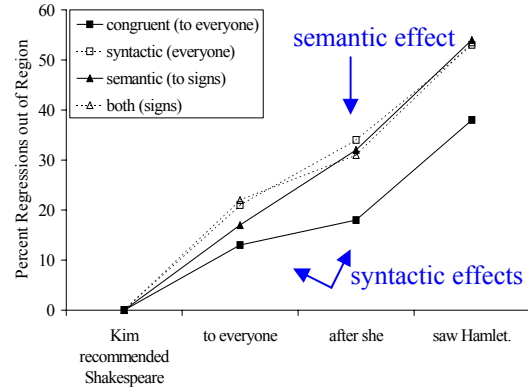 60
50
40
30
20
10
0
Percent Regressions out of Region
congruent (to everyone)
syntactic (everyone)
semantic (to signs)
both (signs)
semantic effect
syntactic effects
Kim
recommended
Shakespeare
to everyone
after she
saw Hamlet.